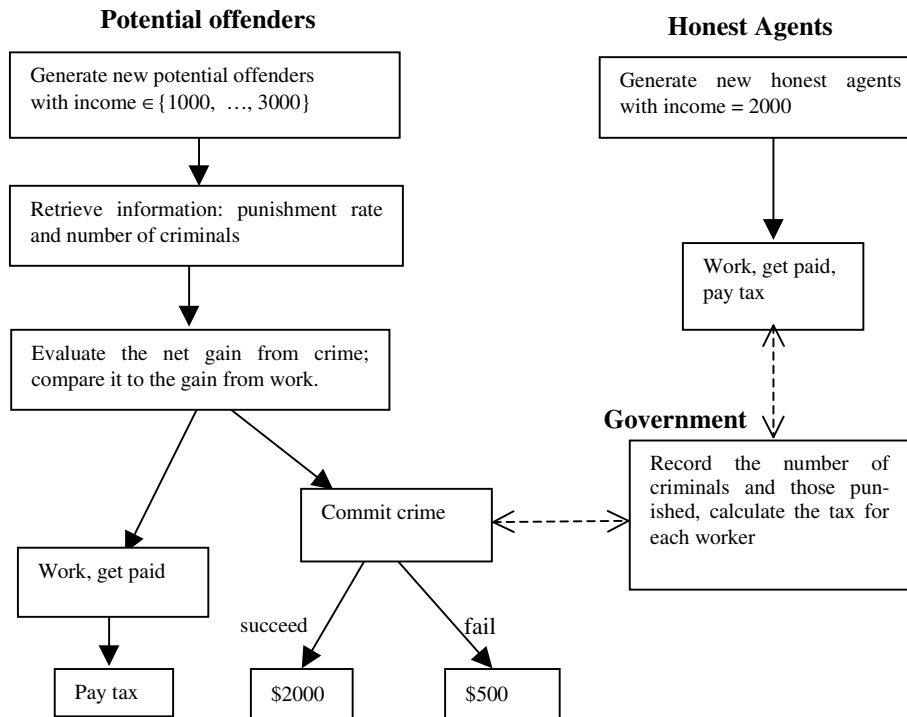 Potential offenders
Generate new potential offenders
with income ∈ {1000, …, 3000}
Retrieve information: punishment rate
and number of criminals
Evaluate the net gain from crime;
compare it to the gain from work.
Commit crime
Work, get paid
Pay tax
succeed
fail
$2000
$500
Honest Agents
Generate new honest agents
with income = 2000
Work, get paid,
pay tax
Government
Record the number of
criminals and those pun-
ished, calculate the tax for
each worker